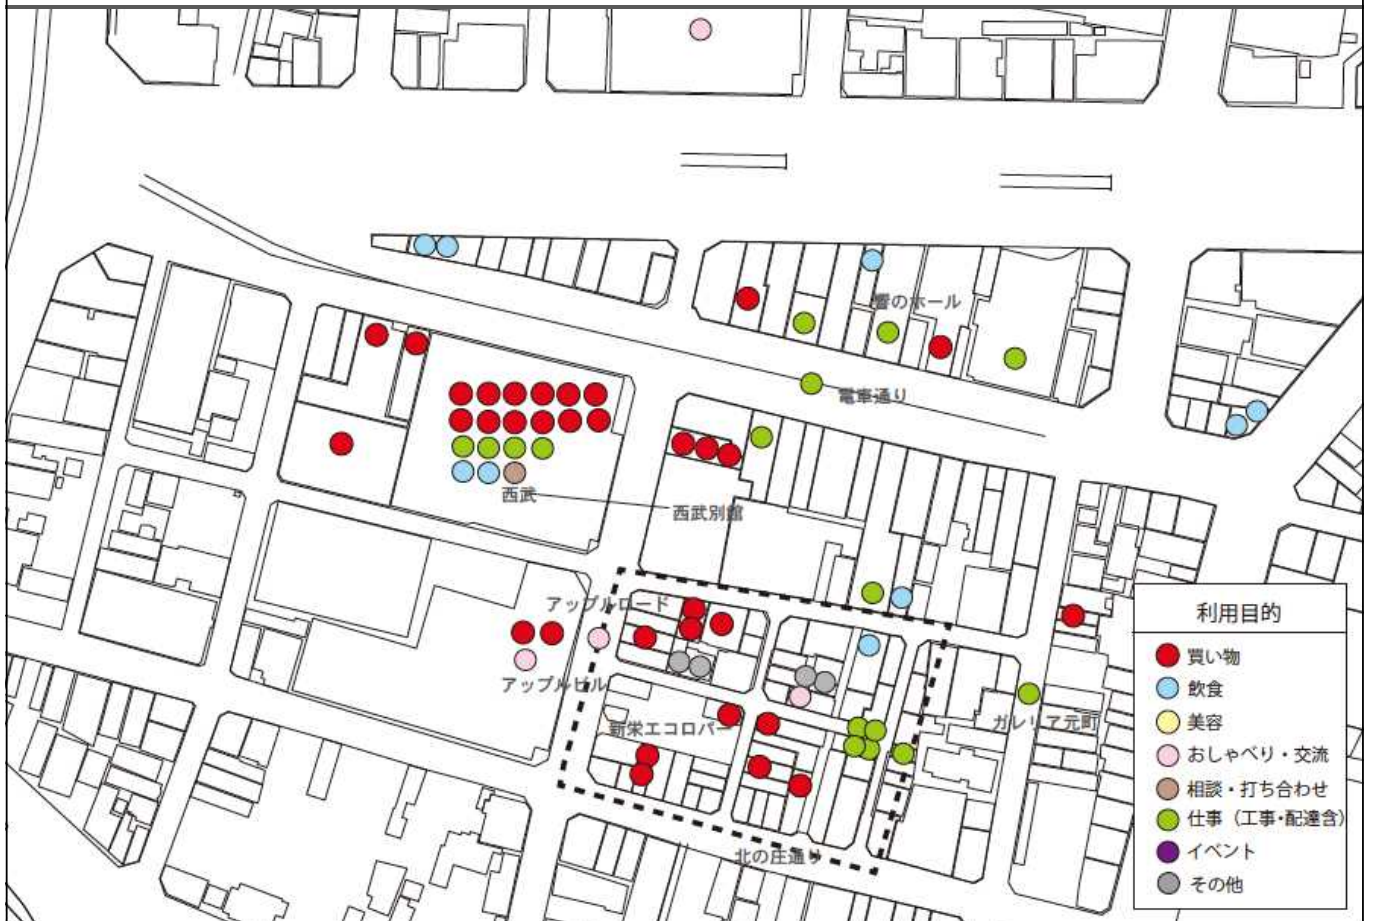 響のホール
電車通り
西武
西武別館
アップルロード
アップルビル
新栄エコロパー
ガレリア元町
北の庄通り
利用目的
買い物
飲食
美容
おしゃべり・交流
相談・打ち合わせ
仕事（工事・配達含）
イベント
その他